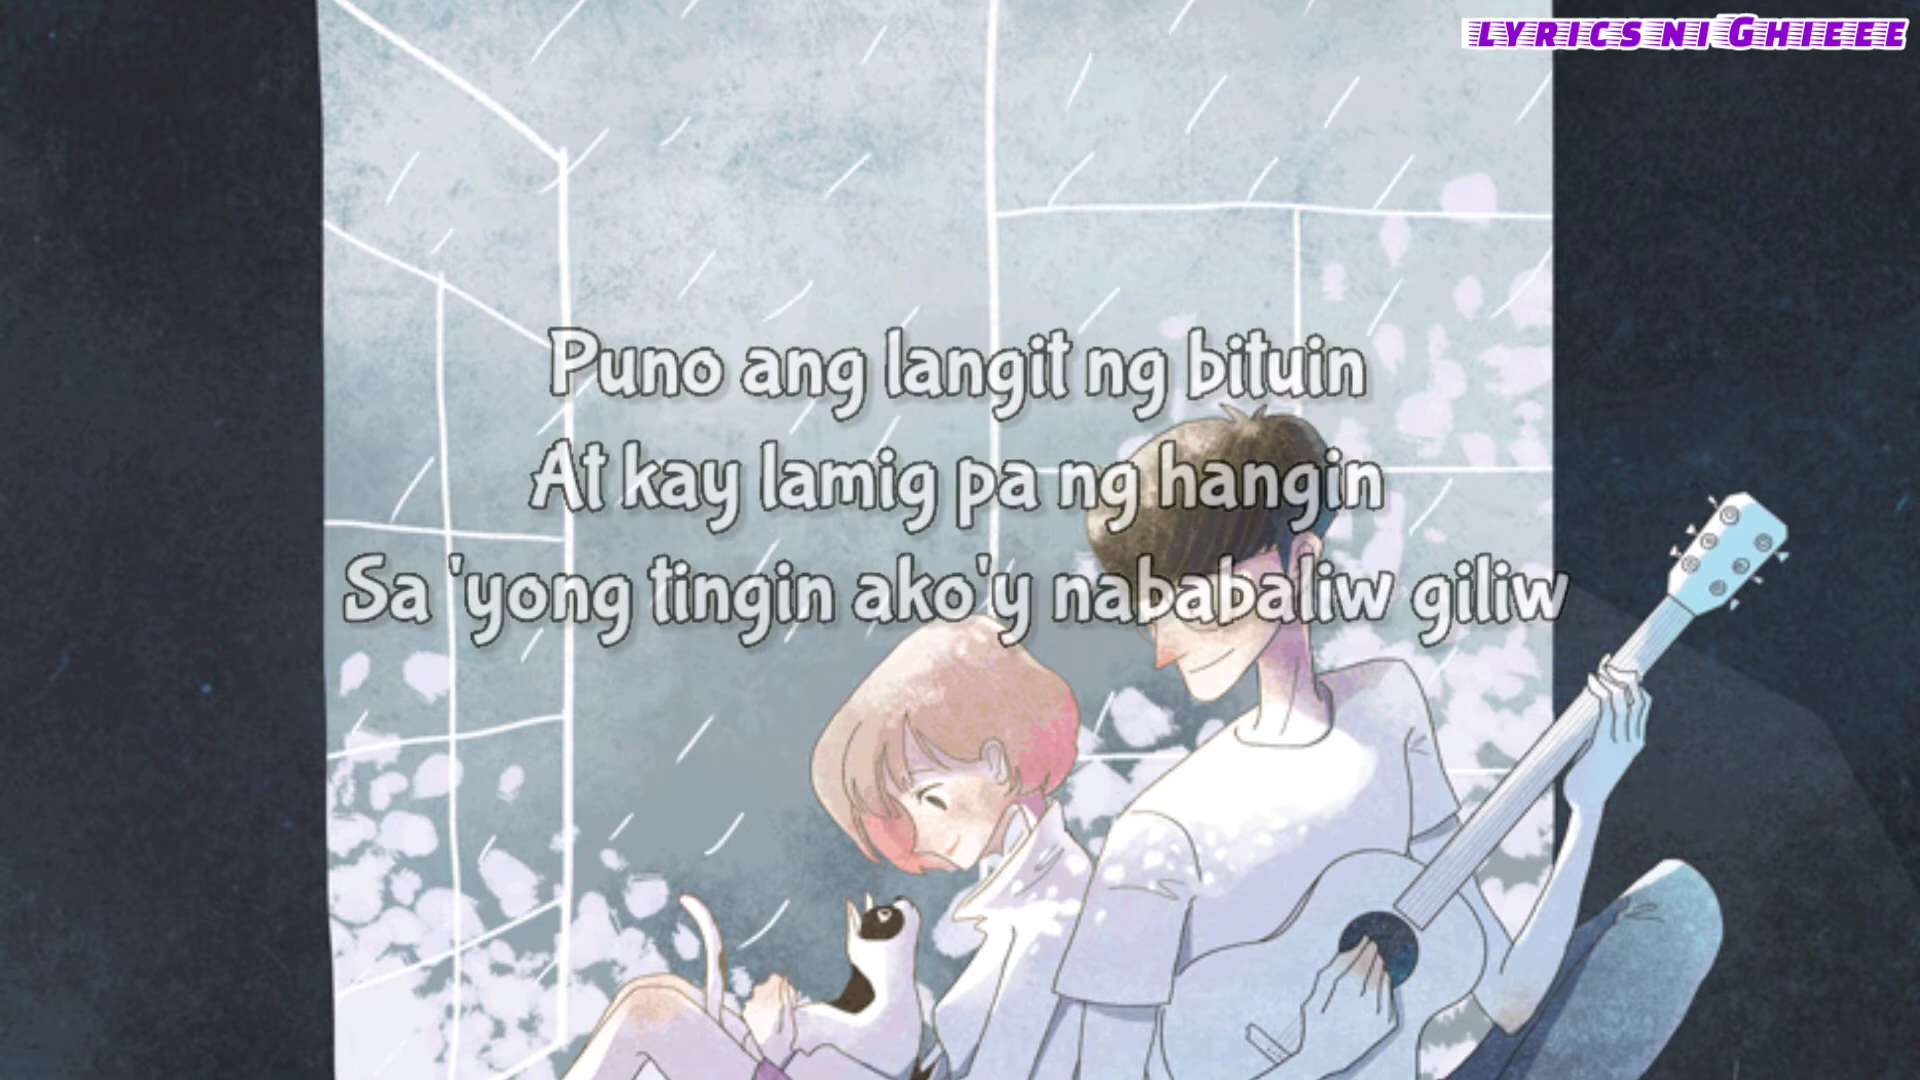 LYRICS NI GHIEEE
Puno ang langit ng bituin
At kay lamig pa ng hangin
Sa 'yong tingin ako'y nababaliw giliw